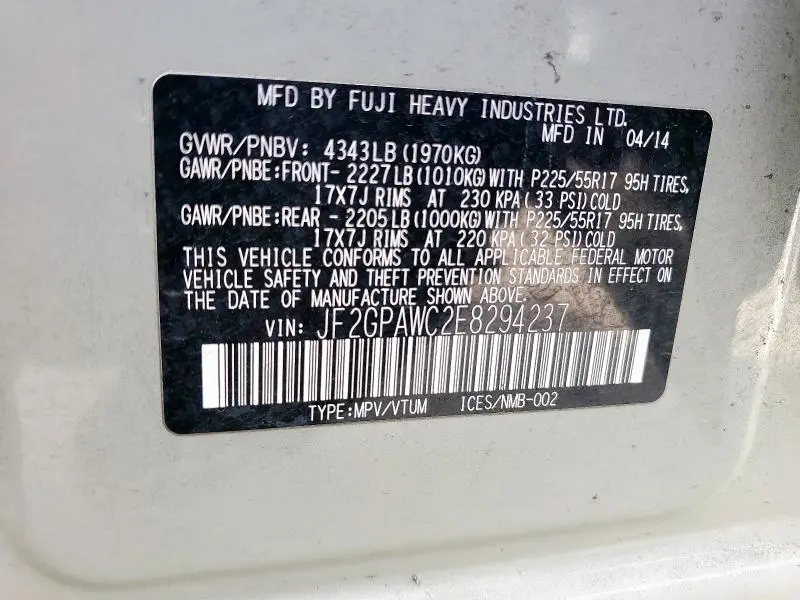 MFD BY FUJI HEAVY INDUSTRIES LTD.
MFD IN 04/14
GVWR/PNBV: 4343LB (1970KG)
GAWR/PNBE:FRONT- 2227LB (1010KG) WITH P225/55R17 95H TIRES,
17X7J RIMS AT 230 KPA ( 33 PSI) COLD
GAWR/PNBE:REAR - 2205LB (1000KG) WITH P225/55R17 95H TIRES,
17X7J RIMS AT 220 KPA ( 32 PSI) COLD
THIS VEHICLE CONFORMS TO ALL APPLICABLE FEDERAL MOTOR
VEHICLE SAFETY AND THEFT PREVENTION STANDARDS IN EFFECT ON
THE DATE OF MANUFACTURE SHOWN ABOVE.
VIN: JF2GPAWC2E8294237
TYPE:MPV/VTUM ICES/NMB-002